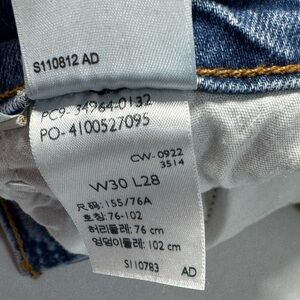 S110812 AD
PC9-34964-0132
PO-4100527095
CW-0922
3514
W30 L28
尺码: 155/76A
호칭: 76-102
허리둘레: 76 cm
엉덩이둘레: 102 cm
S110783 AD